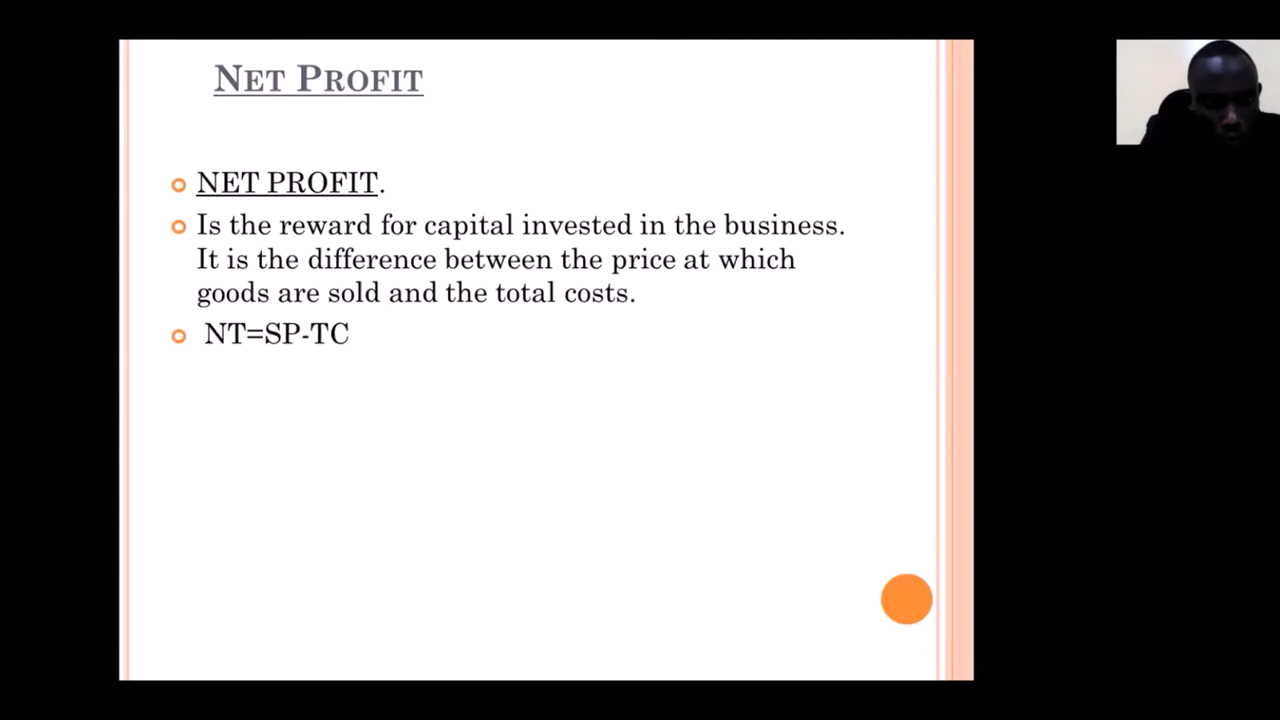 NET PROFIT
NET PROFIT.
Is the reward for capital invested in the business.
It is the difference between the price at which
goods are sold and the total costs.
NT=SP-TC